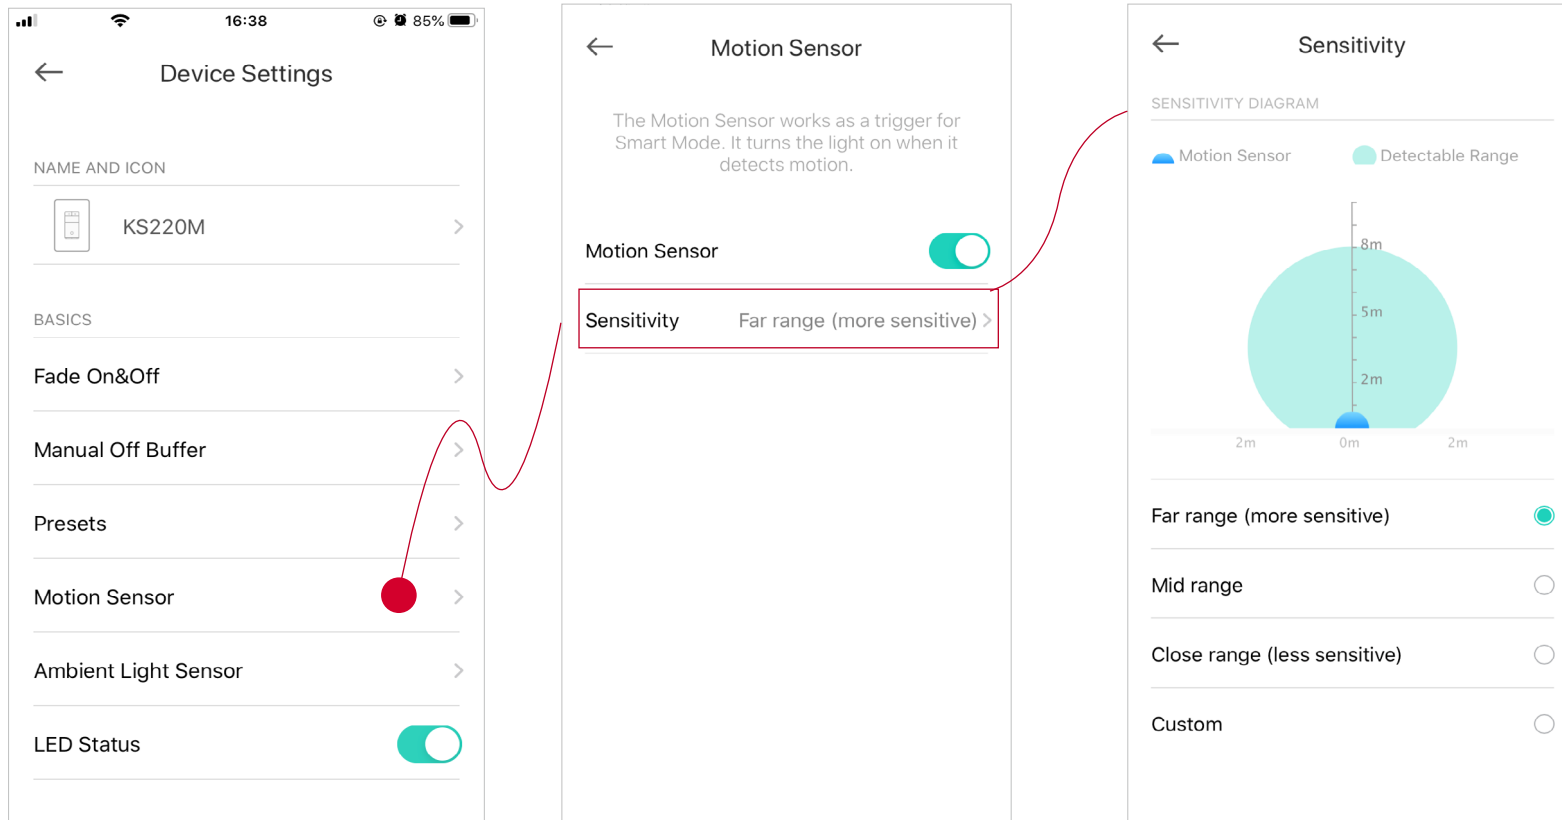 16:38
85%
Device Settings
NAME AND ICON
KS220M
BASICS
Fade On&Off
Manual Off Buffer
Presets
Motion Sensor
Ambient Light Sensor
LED Status
Motion Sensor
The Motion Sensor works as a trigger for
Smart Mode. It turns the light on when it
detects motion.
Motion Sensor
Sensitivity Far range (more sensitive)
Sensitivity
SENSITIVITY DIAGRAM
Motion Sensor Detectable Range
8m
5m
2m
2m 0m 2m
Far range (more sensitive)
Mid range
Close range (less sensitive)
Custom